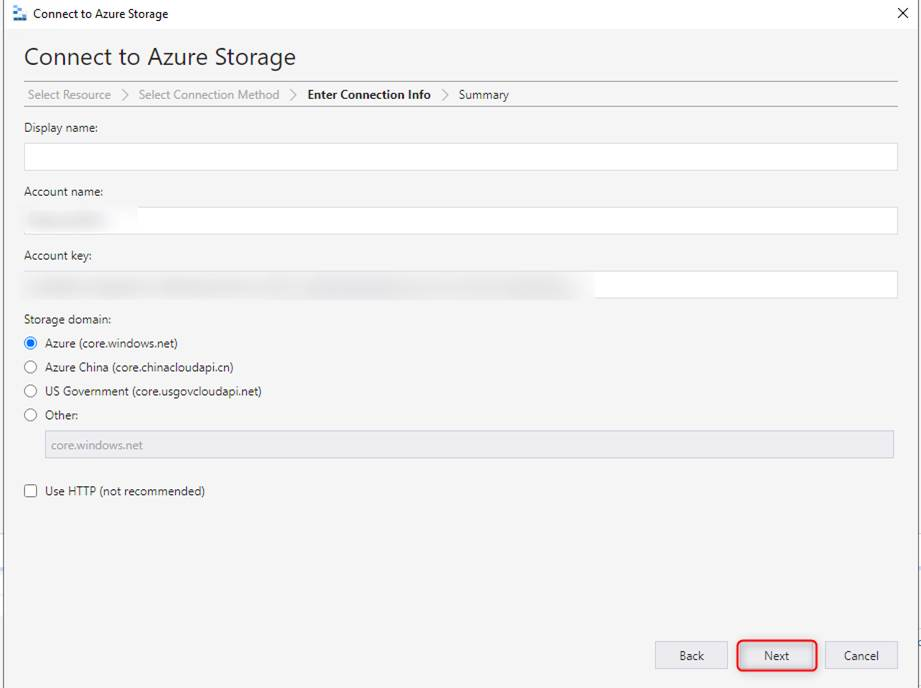 Connect to Azure Storage
Connect to Azure Storage
Select Resource > Select Connection Method > Enter Connection Info > Summary
Display name:
Account name:
Account key:
Storage domain:
Azure (core.windows.net)
Azure China (core.chinacloudapi.cn)
US Government (core.usgovcloudapi.net)
Other:
core.windows.net
Use HTTP (not recommended)
Back Next Cancel